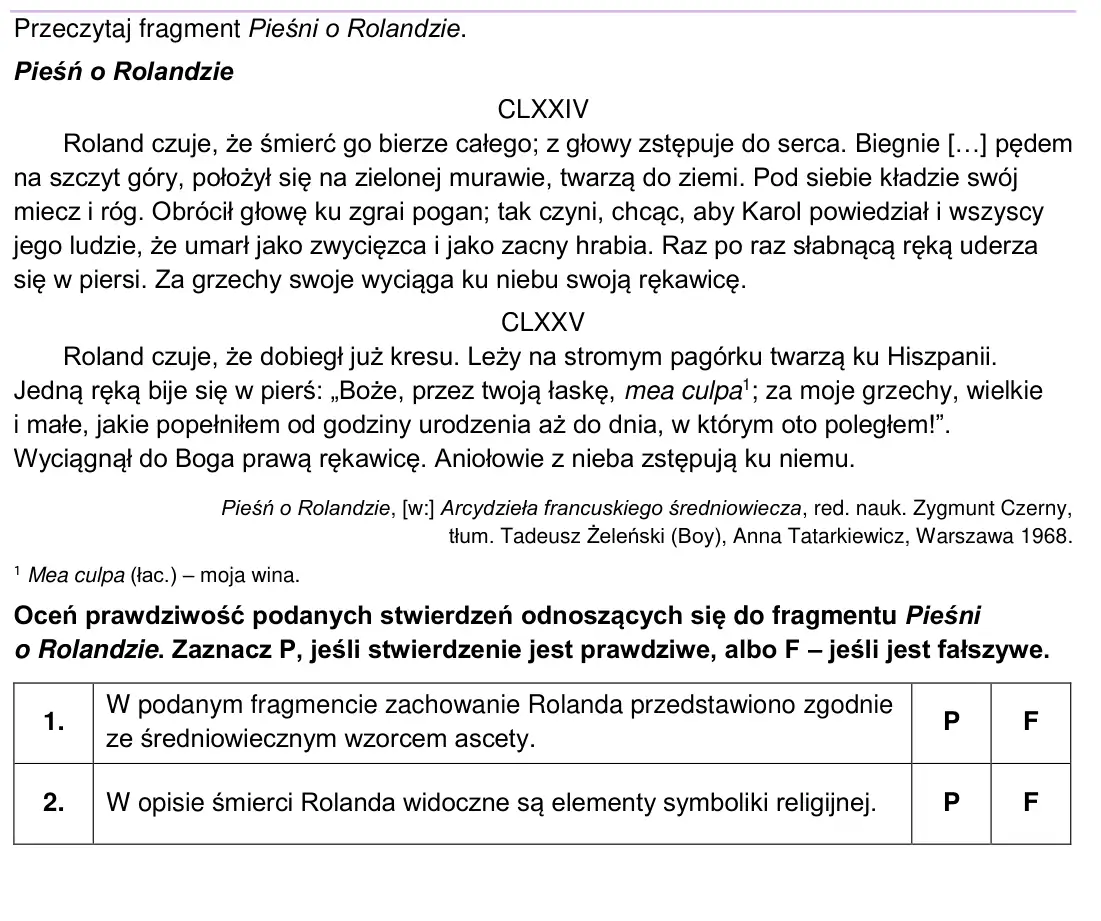 Przeczytaj fragment Pieśni o Rolandzie.
Pieśń o Rolandzie
CLXXIV
Roland czuje, że śmierć go bierze całego; z głowy zstępuje do serca. Biegnie […] pędem
na szczyt góry, położył się na zielonej murawie, twarzą do ziemi. Pod siebie kładzie swój
miecz i róg. Obrócił głowę ku zgrai pogan; tak czyni, chcąc, aby Karol powiedział i wszyscy
jego ludzie, że umarł jako zwycięzca i jako zacny hrabia. Raz po raz słabnącą ręką uderza
się w piersi. Za grzechy swoje wyciąga ku niebu swoją rękawicę.
CLXXV
Roland czuje, że dobiegł już kresu. Leży na stromym pagórku twarzą ku Hiszpanii.
Jedną ręką bije się w pierś: „Boże, przez twoją łaskę, mea culpa¹; za moje grzechy, wielkie
i małe, jakie popełniłem od godziny urodzenia aż do dnia, w którym oto poległem!”.
Wyciągnął do Boga prawą rękawicę. Aniołowie z nieba zstępują ku niemu.
Pieśń o Rolandzie, [w:] Arcydzieła francuskiego średniowiecza, red. nauk. Zygmunt Czerny,
tłum. Tadeusz Żeleński (Boy), Anna Tatarkiewicz, Warszawa 1968.
¹ Mea culpa (łac.) – moja wina.
Oceń prawdziwość podanych stwierdzeń odnoszących się do fragmentu Pieśni
o Rolandzie. Zaznacz P, jeśli stwierdzenie jest prawdziwe, albo F – jeśli jest fałszywe.
1. W podanym fragmencie zachowanie Rolanda przedstawiono zgodnie
ze średniowiecznym wzorcem ascety. P F
2. W opisie śmierci Rolanda widoczne są elementy symboliki religijnej. P F